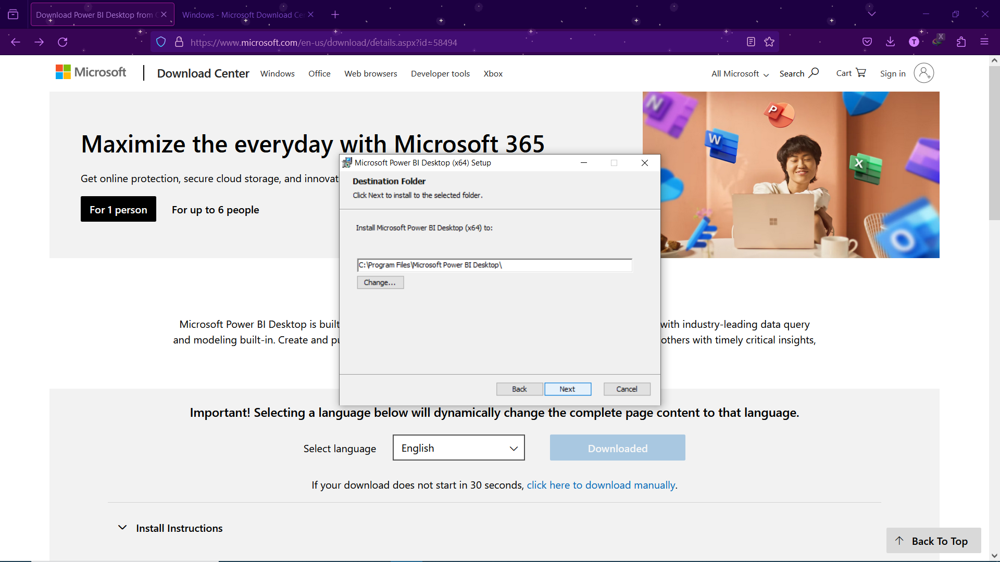 Download Power BI Desktop from
Windows - Microsoft Download Ce
https://www.microsoft.com/en-us/download/details.aspx?id=58494
T
X
Microsoft
Download Center
Windows
Office
Web browsers
Developer tools
Xbox
All Microsoft
Search
Cart
Sign in
Maximize the everyday with Microsoft 365
Get online protection, secure cloud storage, and innovat
For 1 person
For up to 6 people
N
P
W
X
O
Microsoft Power BI Desktop (x64) Setup
Destination Folder
Click Next to install to the selected folder.
Install Microsoft Power BI Desktop (x64) to:
C:\Program Files\Microsoft Power BI Desktop\
Change...
Back
Next
Cancel
Microsoft Power BI Desktop is built
with industry-leading data query
and modeling built-in. Create and pu
others with timely critical insights,
Important! Selecting a language below will dynamically change the complete page content to that language.
Select language
English
Downloaded
If your download does not start in 30 seconds, click here to download manually.
Install Instructions
Back To Top